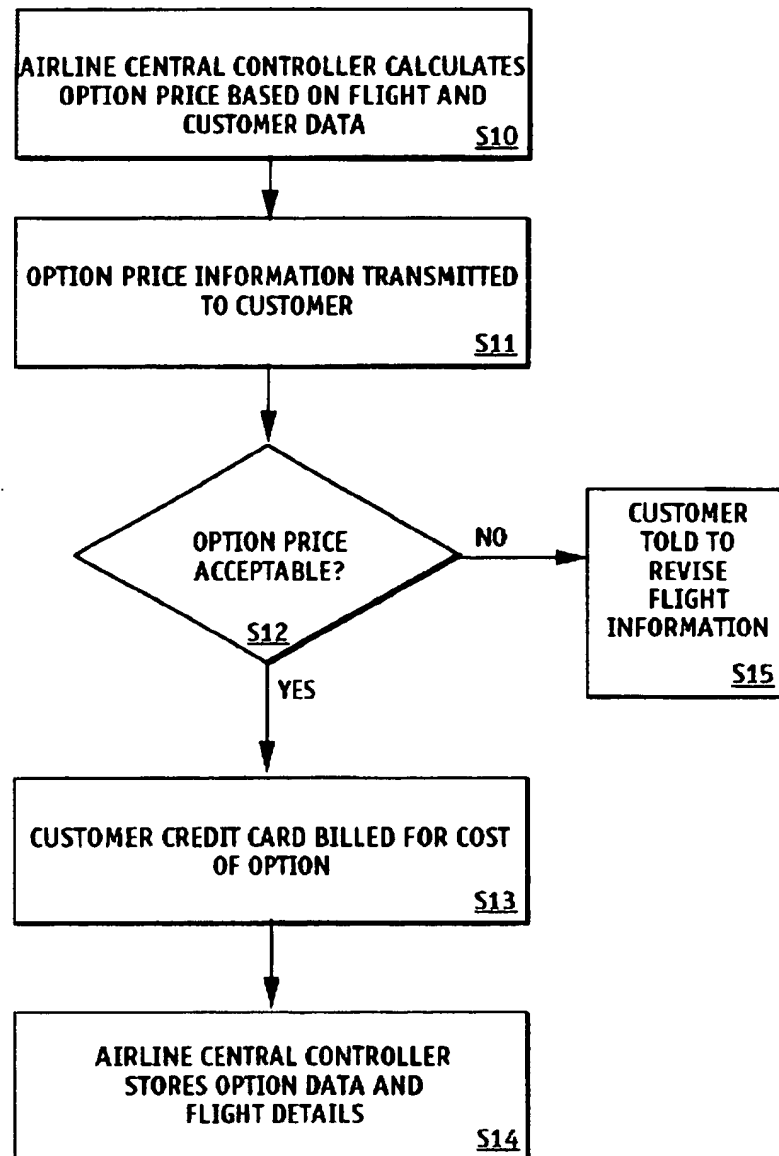 AIRLINE CENTRAL CONTROLLER CALCULATES
OPTION PRICE BASED ON FLIGHT AND
CUSTOMER DATA
S10
OPTION PRICE INFORMATION TRANSMITTED
TO CUSTOMER
S11
OPTION PRICE
ACCEPTABLE?
S12
NO
CUSTOMER
TOLD TO
REVISE
FLIGHT
INFORMATION
S15
YES
CUSTOMER CREDIT CARD BILLED FOR COST
OF OPTION
S13
AIRLINE CENTRAL CONTROLLER
STORES OPTION DATA AND
FLIGHT DETAILS
S14